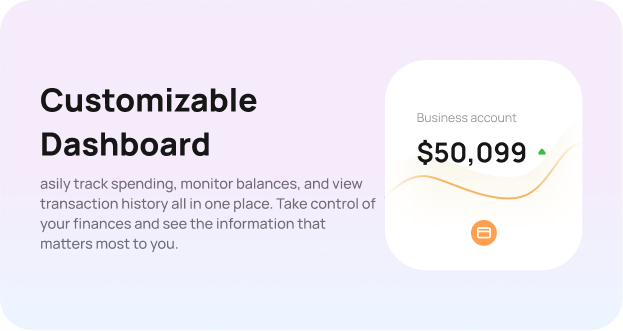 Customizable
Dashboard
asily track spending, monitor balances, and view
transaction history all in one place. Take control of
your finances and see the information that
matters most to you.
Business account
$50,099